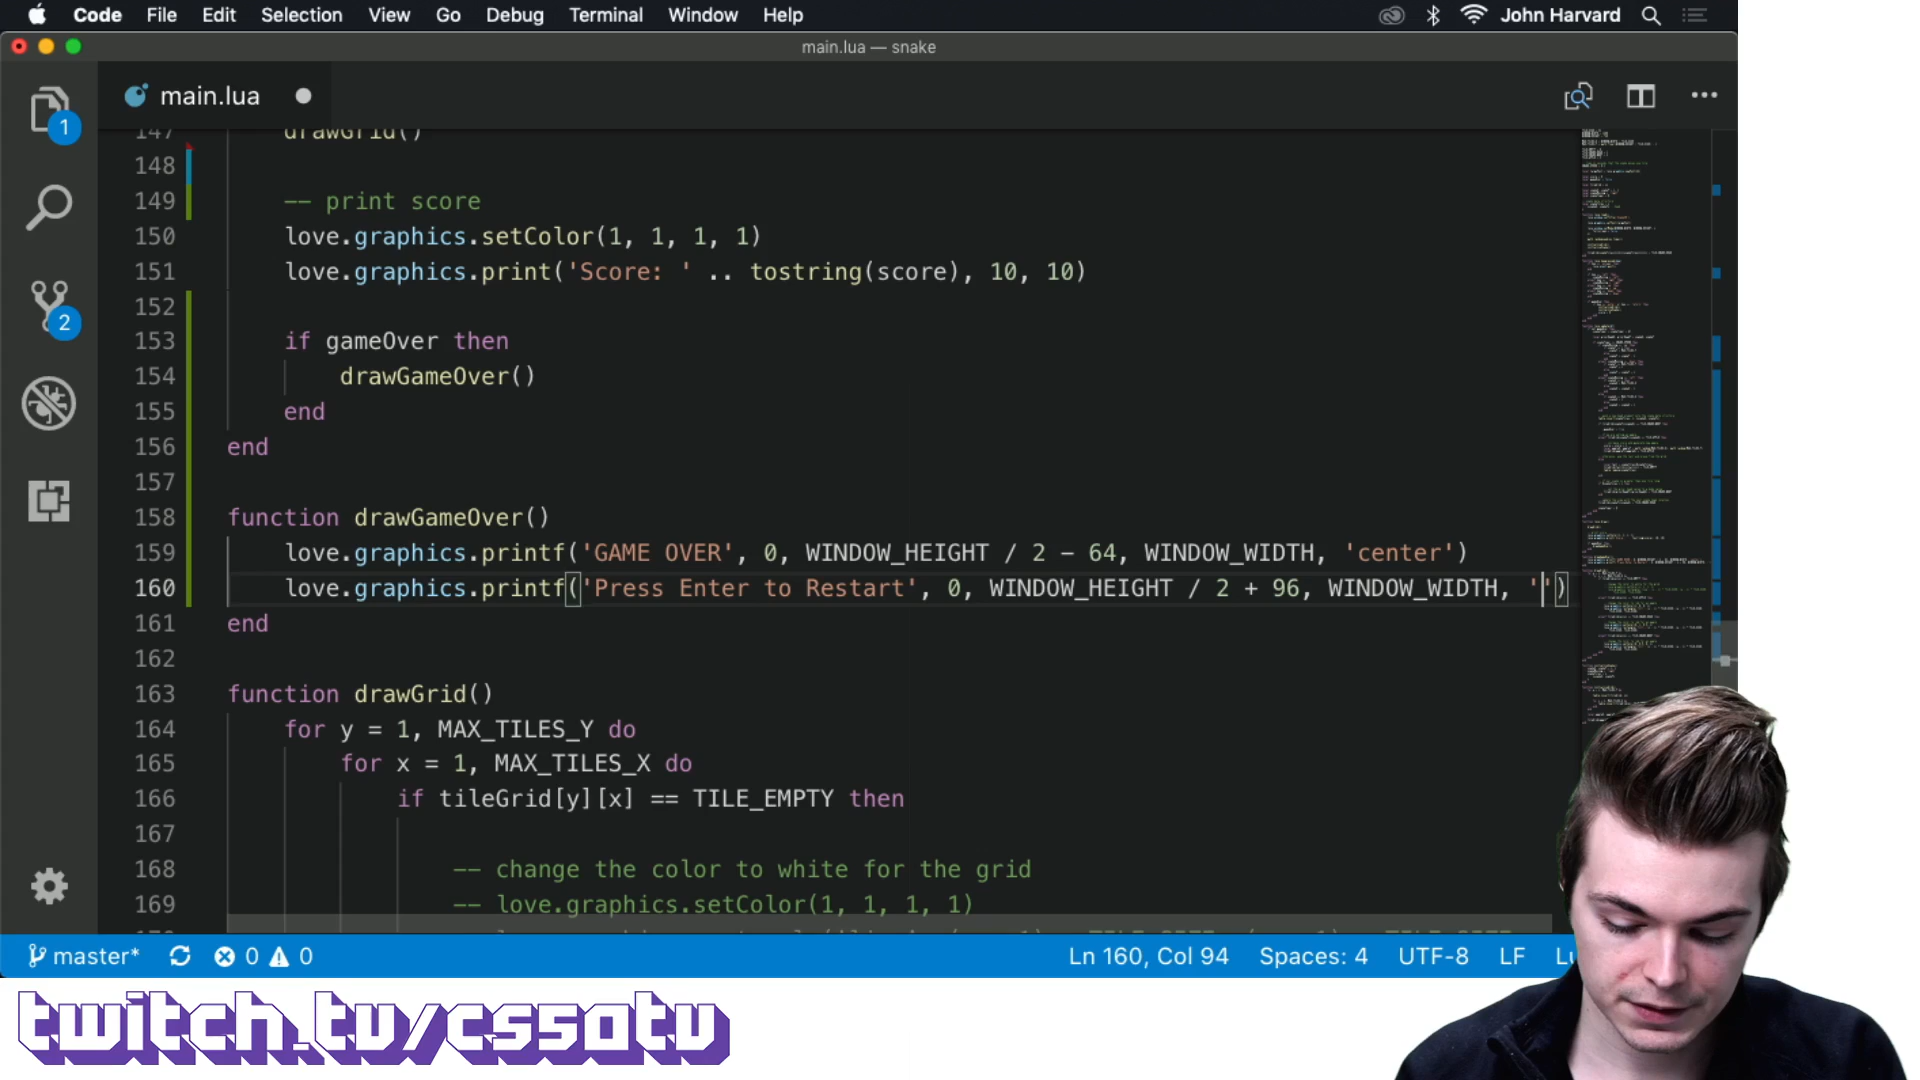 Code File Edit Selection View Go Debug Terminal Window Help John Harvard
main.lua — snake
main.lua
1
2
147 drawGrid()
148
149 -- print score
150 love.graphics.setColor(1, 1, 1, 1)
151 love.graphics.print('Score: ' .. tostring(score), 10, 10)
152
153 if gameOver then
154 drawGameOver()
155 end
156 end
157
158 function drawGameOver()
159 love.graphics.printf('GAME OVER', 0, WINDOW_HEIGHT / 2 - 64, WINDOW_WIDTH, 'center')
160 love.graphics.printf('Press Enter to Restart', 0, WINDOW_HEIGHT / 2 + 96, WINDOW_WIDTH, '')
161 end
162
163 function drawGrid()
164 for y = 1, MAX_TILES_Y do
165 for x = 1, MAX_TILES_X do
166 if tileGrid[y][x] == TILE_EMPTY then
167
168 -- change the color to white for the grid
169 -- love.graphics.setColor(1, 1, 1, 1)
master* 0 0 Ln 160, Col 94 Spaces: 4 UTF-8 LF Lu
twitch.tv/cs50tv